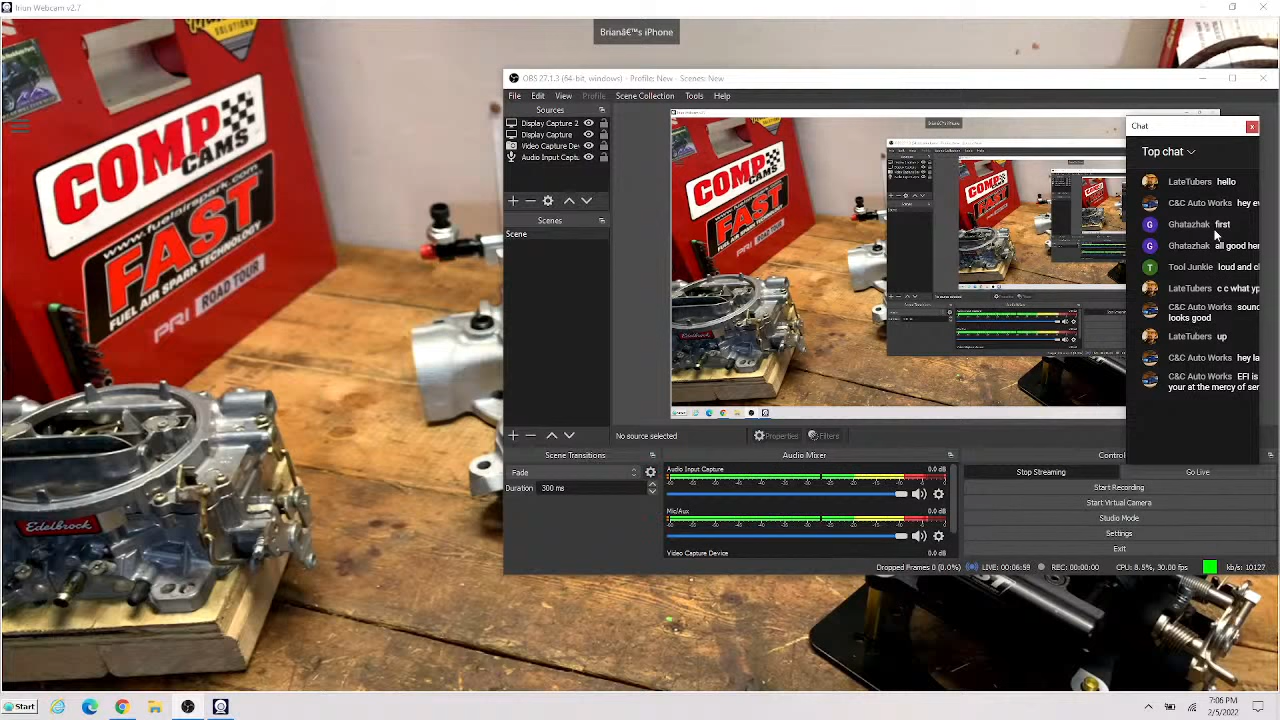 Iriun Webcam v2.7
Brianâ€™s iPhone
SOLUTIONS
COMP
CAMS
www.fuelairspark.com
FAST
FUEL AIR SPARK TECHNOLOGY
PRI ROAD TOUR
Edelbrock
OBS 27.1.3 (64-bit, windows) - Profile: New - Scenes: New
File Edit View Profile Scene Collection Tools Help
Sources
Display Capture 2
Display Capture
Video Capture Dev
Audio Input Captu
Scenes
Scene
No source selected
Properties
Filters
Scene Transitions
Fade
Duration 300 ms
Audio Mixer
Audio Input Capture 0.0 dB
Mic/Aux 0.0 dB
Video Capture Device 0.0 dB
Contro
Stop Streaming
Go Live
Start Recording
Start Virtual Camera
Studio Mode
Settings
Exit
Dropped Frames 0 (0.0%)
LIVE: 00:06:59
REC: 00:00:00
CPU: 8.5%, 30.00 fps
kb/s: 10127
Chat
Top chat
LateTubers hello
C&C Auto Works hey ev
Ghatazhak first
Ghatazhak all good her
Tool Junkie loud and cl
LateTubers c c what yp
C&C Auto Works sound
looks good
LateTubers up
C&C Auto Works hey la
C&C Auto Works EFI is
your at the mercy of ser
Start
7:06 PM
2/5/2022